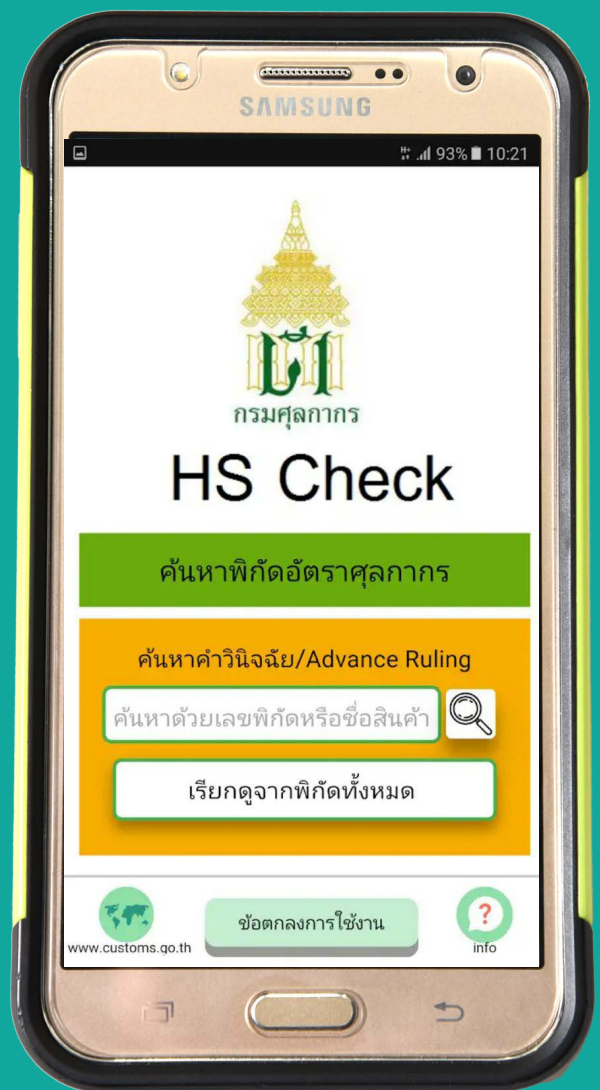 SAMSUNG
H+ 93% 10:21
กรมศุลกากร
HS Check
ค้นหาพิกัดอัตราศุลกากร
ค้นหาคำวินิจฉัย/Advance Ruling
ค้นหาด้วยเลขพิกัดหรือชื่อสินค้า
เรียกดูจากพิกัดทั้งหมด
ข้อตกลงการใช้งาน
?
www.customs.go.th
info